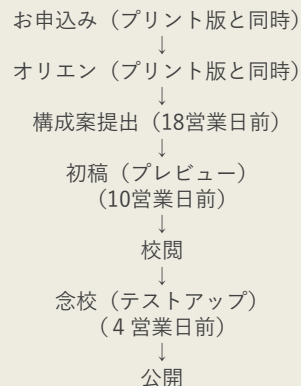 お申込み（プリント版と同時）
↓
オリエン（プリント版と同時）
↓
構成案提出（18営業日前）
↓
初稿（プレビュー）
（10営業日前）
↓
校閲
↓
念校（テストアップ）
（４営業日前）
↓
公開